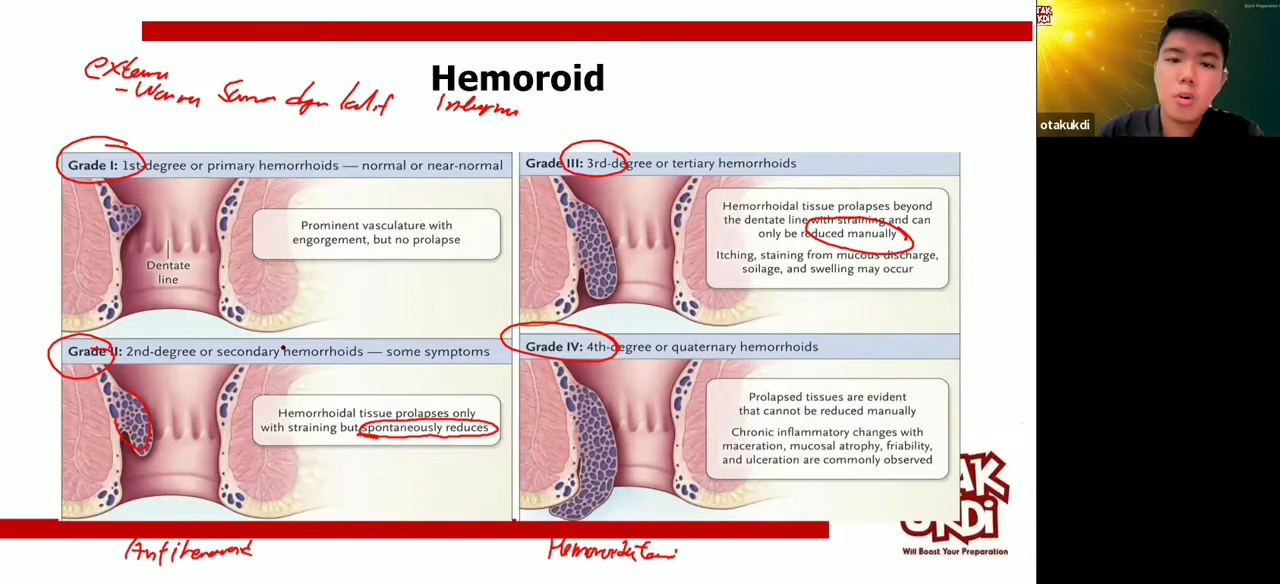 Hemoroid
extern
- Warna sama dgn kulit
Interna
Grade I: 1st-degree or primary hemorrhoids — normal or near-normal
Prominent vasculature with
engorgement, but no prolapse
Dentate
line
Grade II: 2nd-degree or secondary hemorrhoids — some symptoms
Hemorrhoidal tissue prolapses only
with straining but spontaneously reduces
Grade III: 3rd-degree or tertiary hemorrhoids
Hemorrhoidal tissue prolapses beyond
the dentate line with straining and can
only be reduced manually
Itching, staining from mucous discharge,
soilage, and swelling may occur
Grade IV: 4th-degree or quaternary hemorrhoids
Prolapsed tissues are evident
that cannot be reduced manually
Chronic inflammatory changes with
maceration, mucosal atrophy, friability,
and ulceration are commonly observed
Antihemoroid
Hemoroidektomi
Will Boost Your Preparation
otakukdi